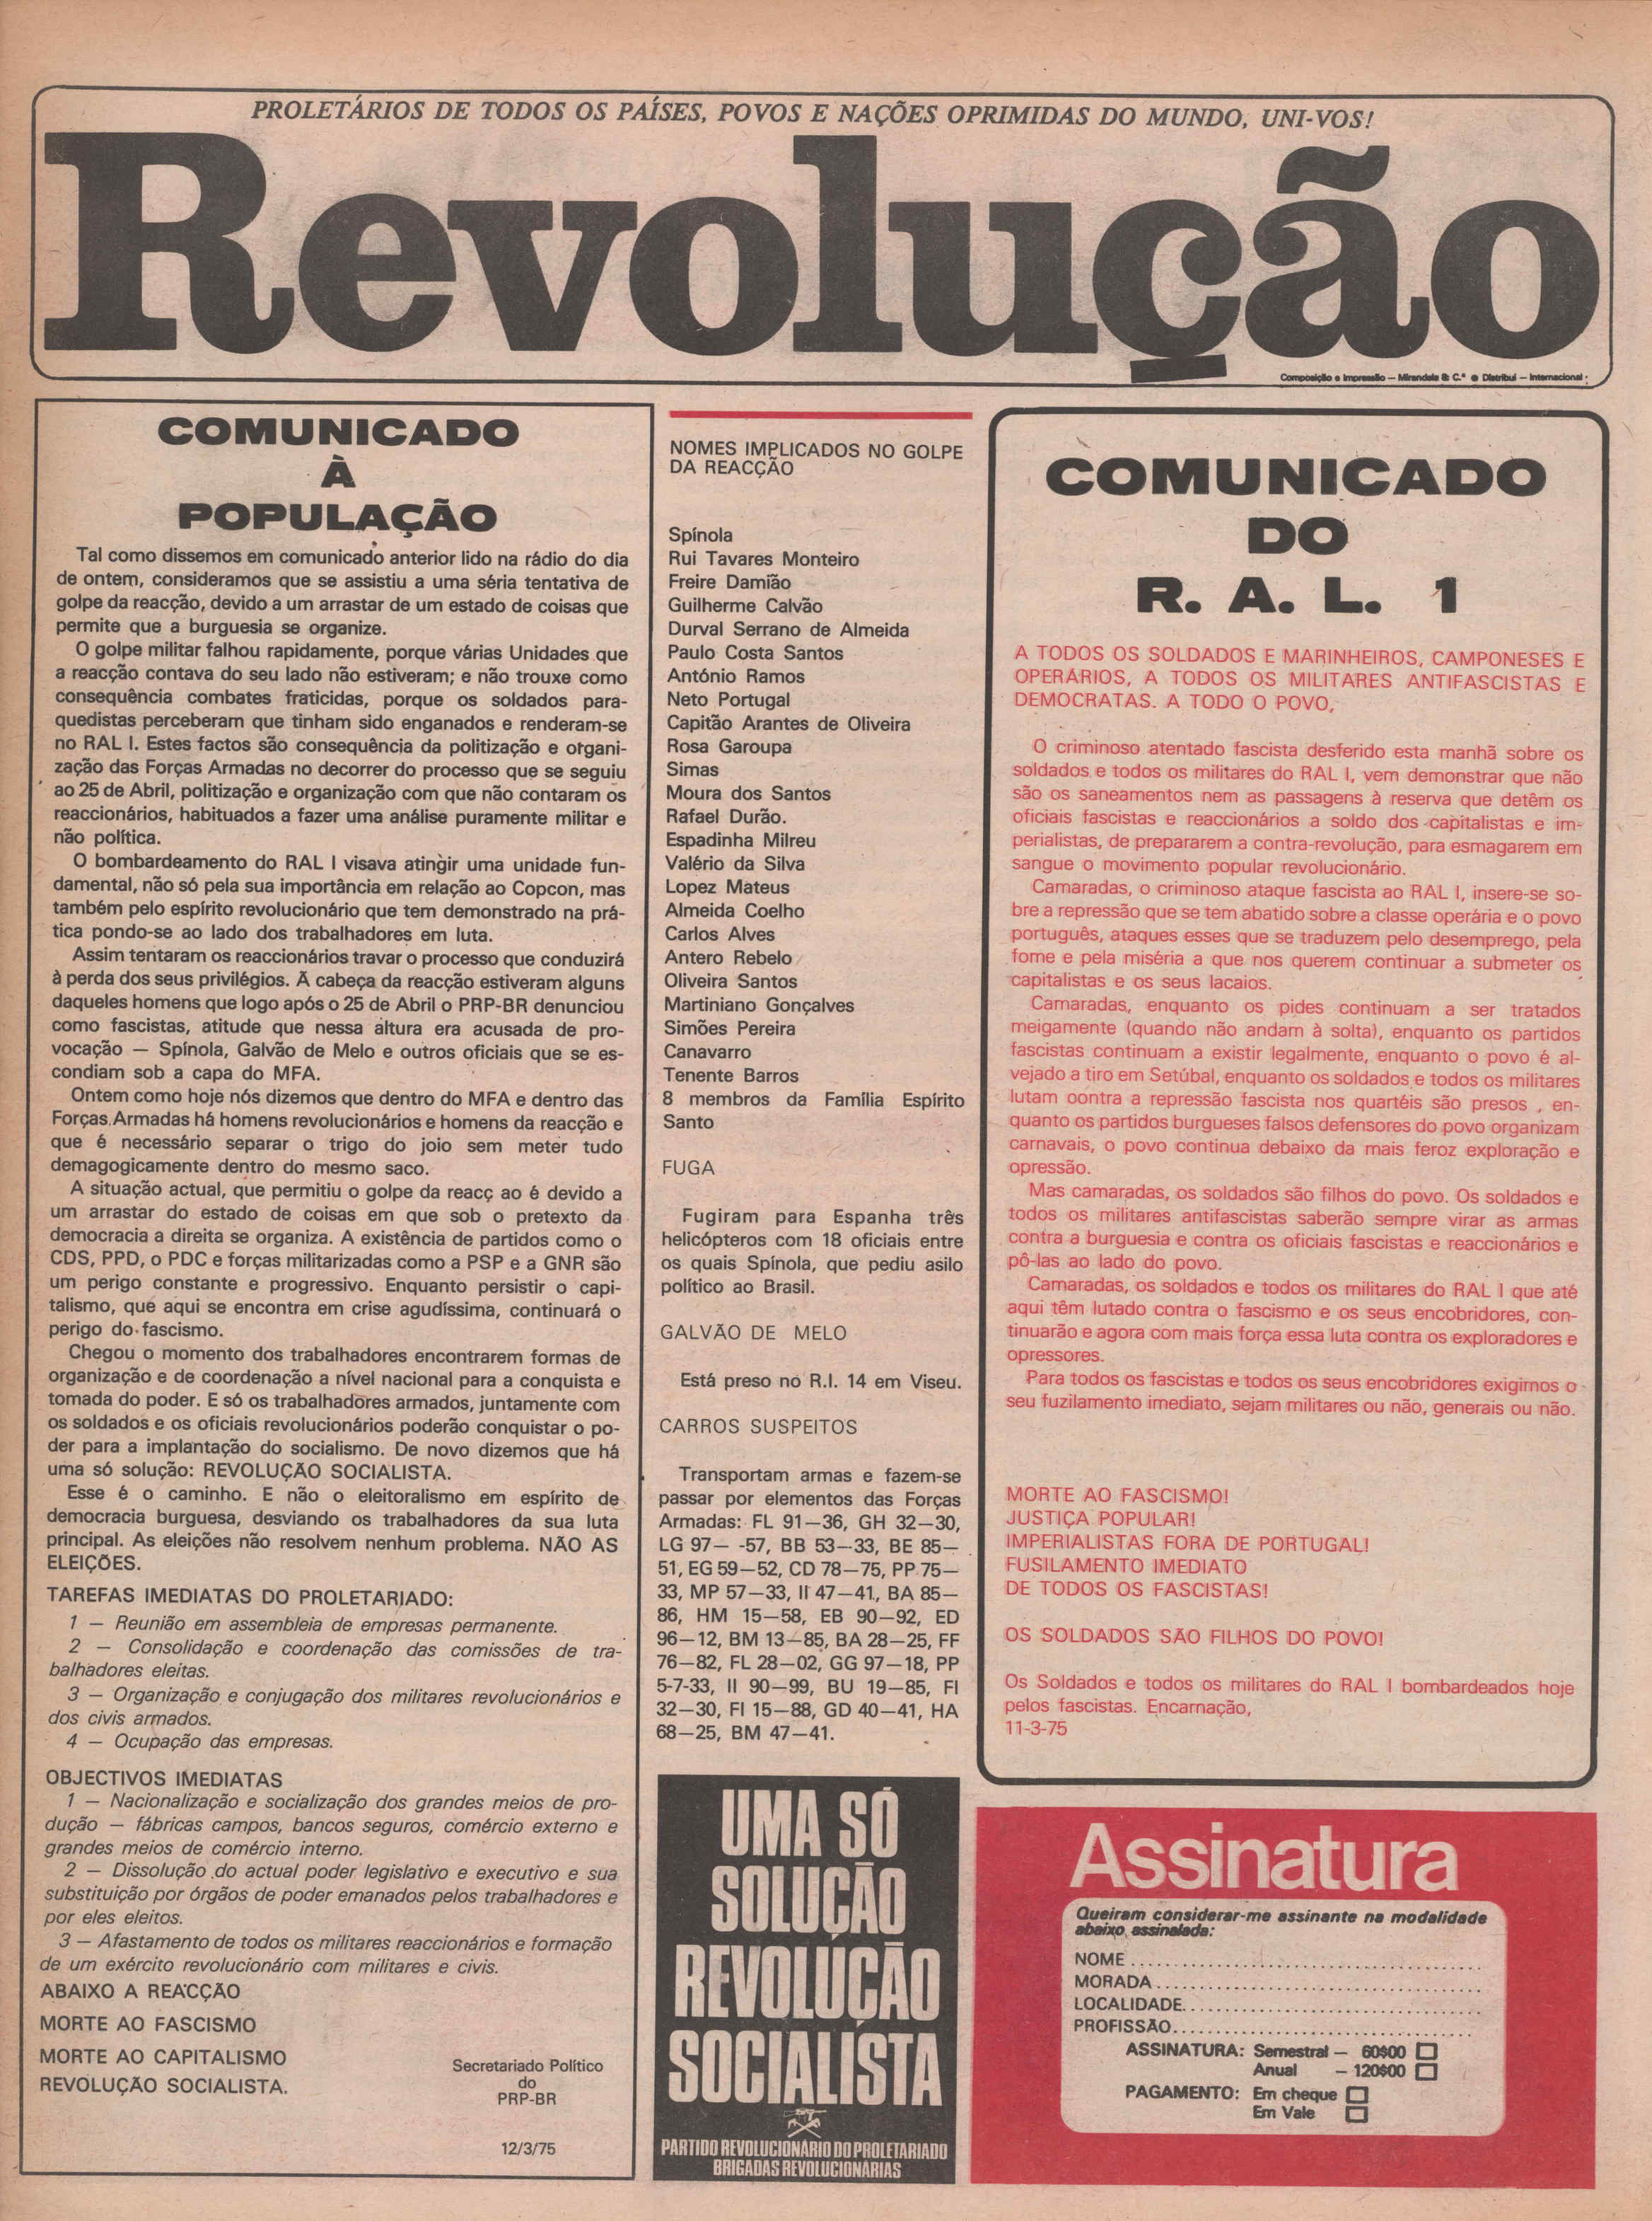 PROLETÁRIOS DE TODOS OS PAÍSES, POVOS E NAÇÕES OPRIMIDAS DO MUNDO, UNI-VOS!
Revolução
Composição e Impressão — Mirandela & C.ª ● Distribui — Internacional
COMUNICADO
À
POPULAÇÃO
Tal como dissemos em comunicado anterior lido na rádio do dia
de ontem, consideramos que se assistiu a uma séria tentativa de
golpe da reacção, devido a um arrastar de um estado de coisas que
permite que a burguesia se organize.
O golpe militar falhou rapidamente, porque várias Unidades que
a reacção contava do seu lado não estiveram; e não trouxe como
consequência combates fraticidas, porque os soldados para-
quedistas perceberam que tinham sido enganados e renderam-se
no RAL I. Estes factos são consequência da politização e organi-
zação das Forças Armadas no decorrer do processo que se seguiu
ao 25 de Abril, politização e organização com que não contaram os
reaccionários, habituados a fazer uma análise puramente militar e
não política.
O bombardeamento do RAL I visava atingir uma unidade fun-
damental, não só pela sua importância em relação ao Copcon, mas
também pelo espírito revolucionário que tem demonstrado na prá-
tica pondo-se ao lado dos trabalhadores em luta.
Assim tentaram os reaccionários travar o processo que conduzirá
à perda dos seus privilégios. À cabeça da reacção estiveram alguns
daqueles homens que logo após o 25 de Abril o PRP-BR denunciou
como fascistas, atitude que nessa altura era acusada de pro-
vocação — Spínola, Galvão de Melo e outros oficiais que se es-
condiam sob a capa do MFA.
Ontem como hoje nós dizemos que dentro do MFA e dentro das
Forças Armadas há homens revolucionários e homens da reacção e
que é necessário separar o trigo do joio sem meter tudo
demagogicamente dentro do mesmo saco.
A situação actual, que permitiu o golpe da reacç ao é devido a
um arrastar do estado de coisas em que sob o pretexto da
democracia a direita se organiza. A existência de partidos como o
CDS, PPD, o PDC e forças militarizadas como a PSP e a GNR são
um perigo constante e progressivo. Enquanto persistir o capi-
talismo, que aqui se encontra em crise agudíssima, continuará o
perigo do fascismo.
Chegou o momento dos trabalhadores encontrarem formas de
organização e de coordenação a nível nacional para a conquista e
tomada do poder. E só os trabalhadores armados, juntamente com
os soldados e os oficiais revolucionários poderão conquistar o po-
der para a implantação do socialismo. De novo dizemos que há
uma só solução: REVOLUÇÃO SOCIALISTA.
Esse é o caminho. E não o eleitoralismo em espírito de
democracia burguesa, desviando os trabalhadores da sua luta
principal. As eleições não resolvem nenhum problema. NÃO AS
ELEIÇÕES.
TAREFAS IMEDIATAS DO PROLETARIADO:
1 — Reunião em assembleia de empresas permanente.
2 — Consolidação e coordenação das comissões de tra-
balhadores eleitas.
3 — Organização e conjugação dos militares revolucionários e
dos civis armados.
4 — Ocupação das empresas.
OBJECTIVOS IMEDIATAS
1 — Nacionalização e socialização dos grandes meios de pro-
dução — fábricas campos, bancos seguros, comércio externo e
grandes meios de comércio interno.
2 — Dissolução do actual poder legislativo e executivo e sua
substituição por órgãos de poder emanados pelos trabalhadores e
por eles eleitos.
3 — Afastamento de todos os militares reaccionários e formação
de um exército revolucionário com militares e civis.
ABAIXO A REACÇÃO
MORTE AO FASCISMO
MORTE AO CAPITALISMO
REVOLUÇÃO SOCIALISTA.
Secretariado Político
do
PRP-BR
12/3/75
NOMES IMPLICADOS NO GOLPE
DA REACÇÃO
Spínola
Rui Tavares Monteiro
Freire Damião
Guilherme Calvão
Durval Serrano de Almeida
Paulo Costa Santos
António Ramos
Neto Portugal
Capitão Arantes de Oliveira
Rosa Garoupa
Simas
Moura dos Santos
Rafael Durão.
Espadinha Milreu
Valério da Silva
Lopez Mateus
Almeida Coelho
Carlos Alves
Antero Rebelo
Oliveira Santos
Martiniano Gonçalves
Simões Pereira
Canavarro
Tenente Barros
8 membros da Família Espírito
Santo
FUGA
Fugiram para Espanha três
helicópteros com 18 oficiais entre
os quais Spínola, que pediu asilo
político ao Brasil.
GALVÃO DE MELO
Está preso no R.I. 14 em Viseu.
CARROS SUSPEITOS
Transportam armas e fazem-se
passar por elementos das Forças
Armadas: FL 91—36, GH 32—30,
LG 97— -57, BB 53—33, BE 85—
51, EG 59—52, CD 78—75, PP 75—
33, MP 57—33, II 47—41, BA 85—
86, HM 15—58, EB 90—92, ED
96—12, BM 13—85, BA 28—25, FF
76—82, FL 28—02, GG 97—18, PP
5-7-33, II 90—99, BU 19—85, FI
32—30, FI 15—88, GD 40—41, HA
68—25, BM 47—41.
UMA SÓ
SOLUÇÃO
REVOLUÇÃO
SOCIALISTA
PARTIDO REVOLUCIONÁRIO DO PROLETARIADO
BRIGADAS REVOLUCIONÁRIAS
COMUNICADO
DO
R. A. L. 1
A TODOS OS SOLDADOS E MARINHEIROS, CAMPONESES E
OPERÁRIOS, A TODOS OS MILITARES ANTIFASCISTAS E
DEMOCRATAS. A TODO O POVO,
O criminoso atentado fascista desferido esta manhã sobre os
soldados e todos os militares do RAL I, vem demonstrar que não
são os saneamentos nem as passagens à reserva que detêm os
oficiais fascistas e reaccionários a soldo dos capitalistas e im-
perialistas, de prepararem a contra-revolução, para esmagarem em
sangue o movimento popular revolucionário.
Camaradas, o criminoso ataque fascista ao RAL I, insere-se so-
bre a repressão que se tem abatido sobre a classe operária e o povo
português, ataques esses que se traduzem pelo desemprego, pela
fome e pela miséria a que nos querem continuar a submeter os
capitalistas e os seus lacaios.
Camaradas, enquanto os pides continuam a ser tratados
meigamente (quando não andam à solta), enquanto os partidos
fascistas continuam a existir legalmente, enquanto o povo é al-
vejado a tiro em Setúbal, enquanto os soldados e todos os militares
lutam oontra a repressão fascista nos quartéis são presos , en-
quanto os partidos burgueses falsos defensores do povo organizam
carnavais, o povo continua debaixo da mais feroz exploração e
opressão.
Mas camaradas, os soldados são filhos do povo. Os soldados e
todos os militares antifascistas saberão sempre virar as armas
contra a burguesia e contra os oficiais fascistas e reaccionários e
pô-las ao lado do povo.
Camaradas, os soldados e todos os militares do RAL I que até
aqui têm lutado contra o fascismo e os seus encobridores, con-
tinuarão e agora com mais força essa luta contra os exploradores e
opressores.
Para todos os fascistas e todos os seus encobridores exigimos o
seu fuzilamento imediato, sejam militares ou não, generais ou não.
MORTE AO FASCISMO!
JUSTIÇA POPULAR!
IMPERIALISTAS FORA DE PORTUGAL!
FUSILAMENTO IMEDIATO
DE TODOS OS FASCISTAS!
OS SOLDADOS SÃO FILHOS DO POVO!
Os Soldados e todos os militares do RAL I bombardeados hoje
pelos fascistas. Encarnação,
11-3-75
Assinatura
Queiram considerar-me assinante na modalidade
abaixo assinalada:
NOME
MORADA
LOCALIDADE
PROFISSÃO
ASSINATURA: Semestral — 60$00
Anual — 120$00
PAGAMENTO: Em cheque
Em Vale